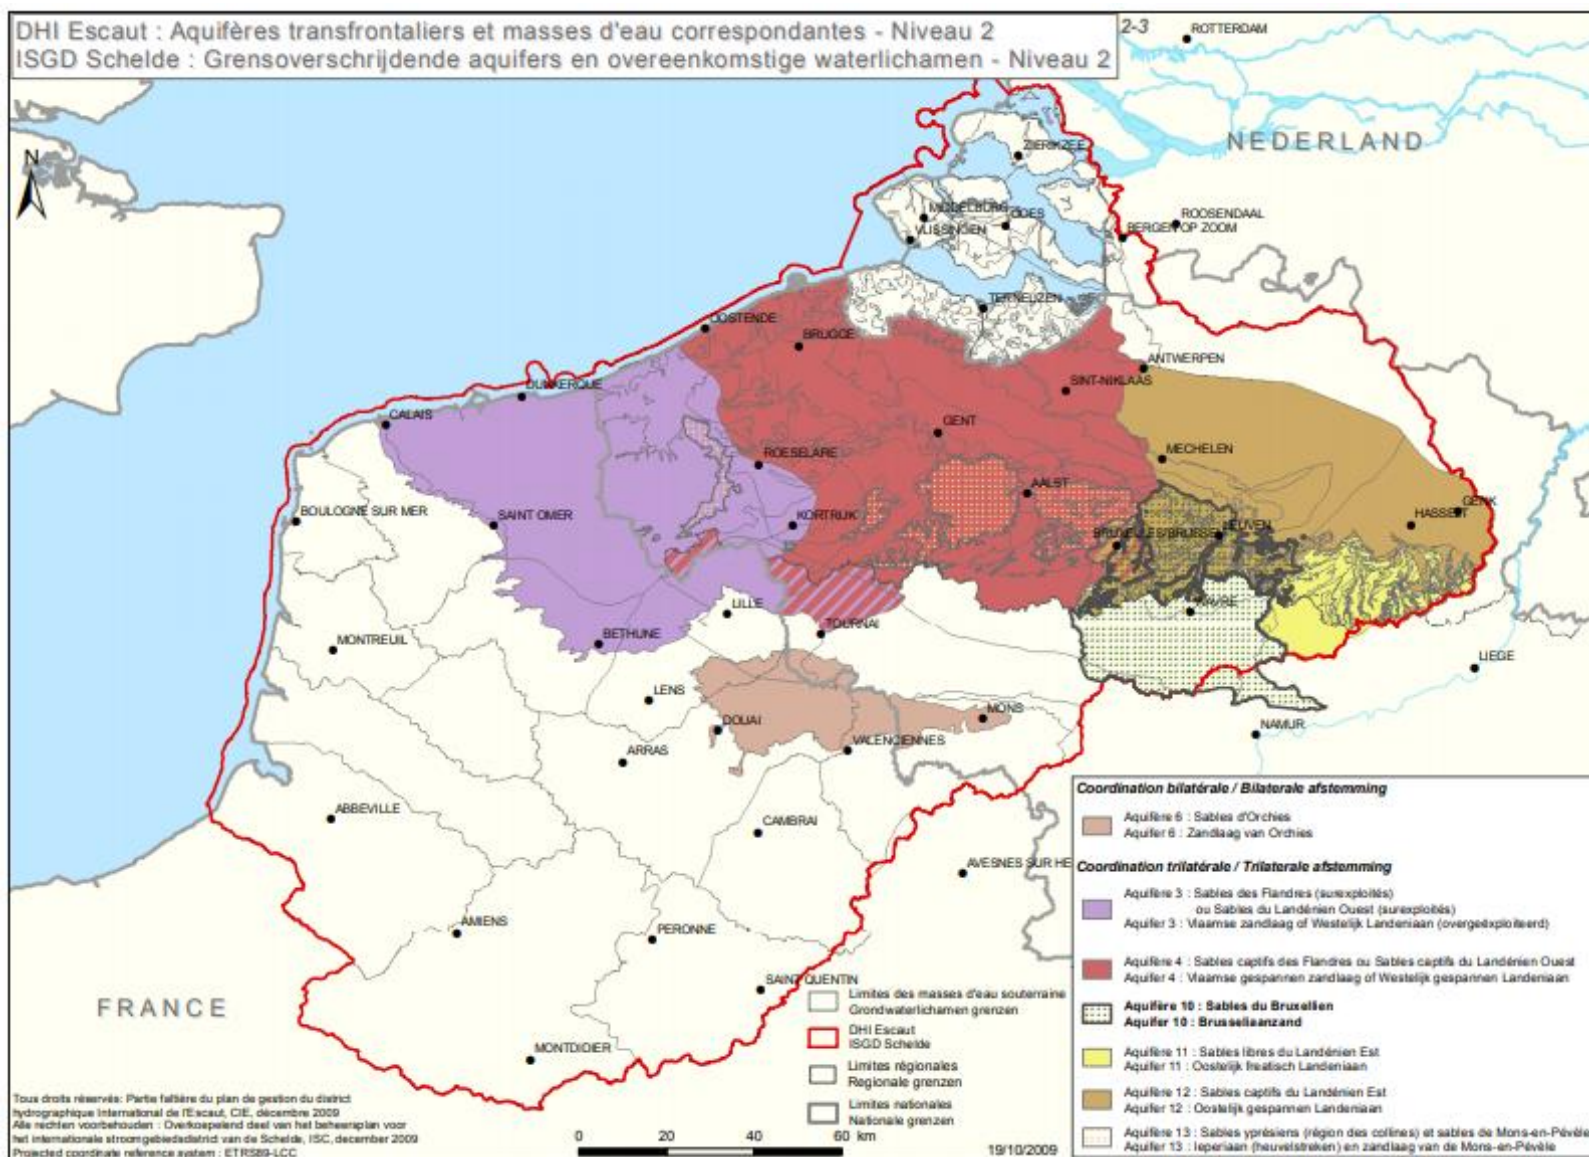 DHI Escaut : Aquifères transfrontaliers et masses d'eau correspondantes - Niveau 2
ISGD Schelde : Grensoverschrijdende aquifers en overeenkomstige waterlichamen - Niveau 2
2-3
ROTTERDAM
N
NEDERLAND
ZIERIKZEE
MIDDELBURG
GOES
ROOSENDAAL
VLISSINGEN
BERGEN OP ZOOM
TERNEUZEN
OOSTENDE
BRUGGE
ANTWERPEN
DUNKERQUE
SINT-NIKLAAS
CALAIS
GENT
MECHELEN
ROESELARE
AALST
GENK
BOULOGNE SUR MER
SAINT OMER
KORTRIJK
HASSELT
BRUXELLES/BRUSSEL
LEUVEN
LILLE
WAVRE
TOURNAI
BETHUNE
MONTREUIL
LIEGE
LENS
MONS
DOUAI
NAMUR
ARRAS
VALENCIENNES
ABBEVILLE
CAMBRAI
AVESNES SUR HE
AMIENS
PERONNE
SAINT QUENTIN
FRANCE
MONTDIDIER
Coordination bilatérale / Bilaterale afstemming
Aquifère 6 : Sables d'Orchies
Aquifer 6 : Zandlaag van Orchies
Coordination trilatérale / Trilaterale afstemming
Aquifère 3 : Sables des Flandres (surexploités)
ou Sables du Landénien Ouest (surexploités)
Aquifer 3 : Vlaamse zandlaag of Westelijk Landeniaan (overgeëxploiteerd)
Aquifère 4 : Sables captifs des Flandres ou Sables captifs du Landénien Ouest
Aquifer 4 : Vlaamse gespannen zandlaag of Westelijk gespannen Landeniaan
Aquifère 10 : Sables du Bruxellien
Aquifer 10 : Brusseliaanzand
Aquifère 11 : Sables libres du Landénien Est
Aquifer 11 : Oostelijk freatisch Landeniaan
Aquifère 12 : Sables captifs du Landénien Est
Aquifer 12 : Oostelijk gespannen Landeniaan
Aquifère 13 : Sables yprésiens (région des collines) et sables de Mons-en-Pévèle
Aquifer 13 : Ieperiaan (heuvelstreken) en zandlaag van de Mons-en-Pévèle
Limites des masses d'eau souterraine
Grondwaterlichamen grenzen
DHI Escaut
ISGD Schelde
Limites régionales
Regionale grenzen
Limites nationales
Nationale grenzen
Tous droits réservés: Partie faîtière du plan de gestion du district
hydrographique International de l'Escaut, CIE, décembre 2009
Alle rechten voorbehouden : Overkoepelend deel van het beheersplan voor
het internationale stroomgebiedsdistrict van de Schelde, ISC, december 2009
Projected coordinate reference system : ETRS89-LCC
0 20 40 60 km
19/10/2009